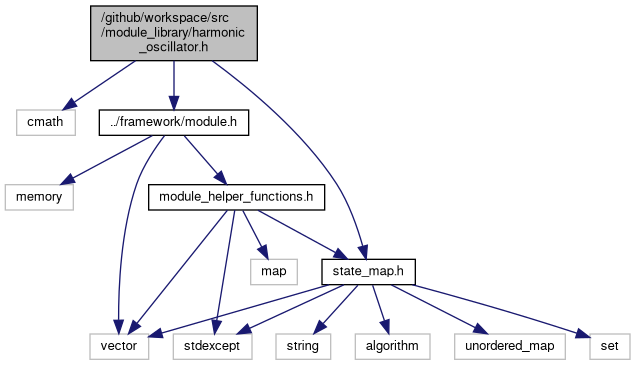 /github/workspace/src
/module_library/harmonic
_oscillator.h
cmath
../framework/module.h
memory
module_helper_functions.h
map
state_map.h
vector
stdexcept
string
algorithm
unordered_map
set